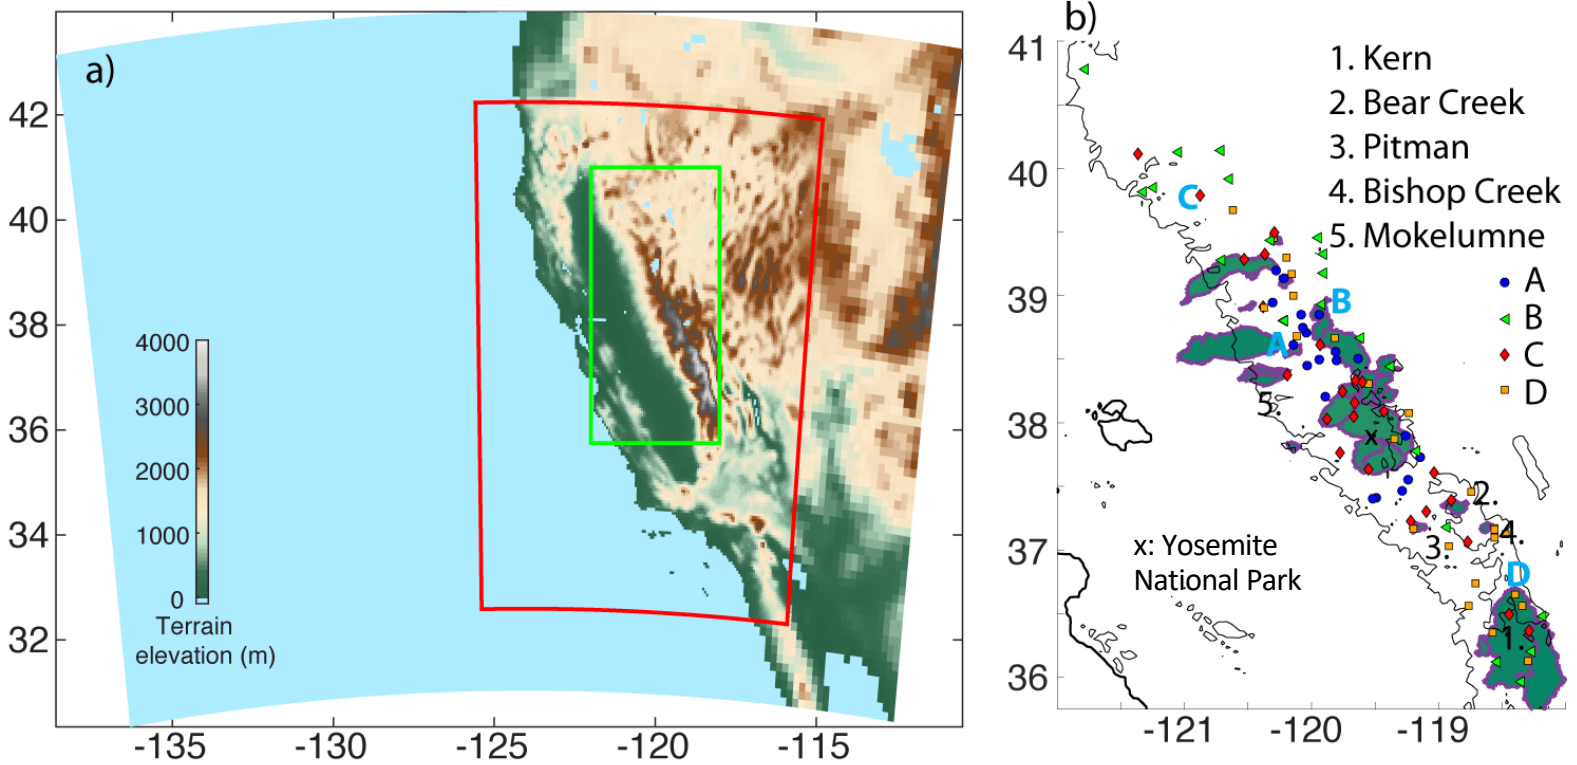 a)
42
40
38
36
34
32
4000
3000
2000
1000
0
Terrain
elevation (m)
-135
-130
-125
-120
-115
b)
41
40
39
38
37
36
-121
-120
-119
1. Kern
2. Bear Creek
3. Pitman
4. Bishop Creek
5. Mokelumne
A
B
C
D
C
B
A
5.
x
2.
4.
3.
D
1.
x: Yosemite
National Park